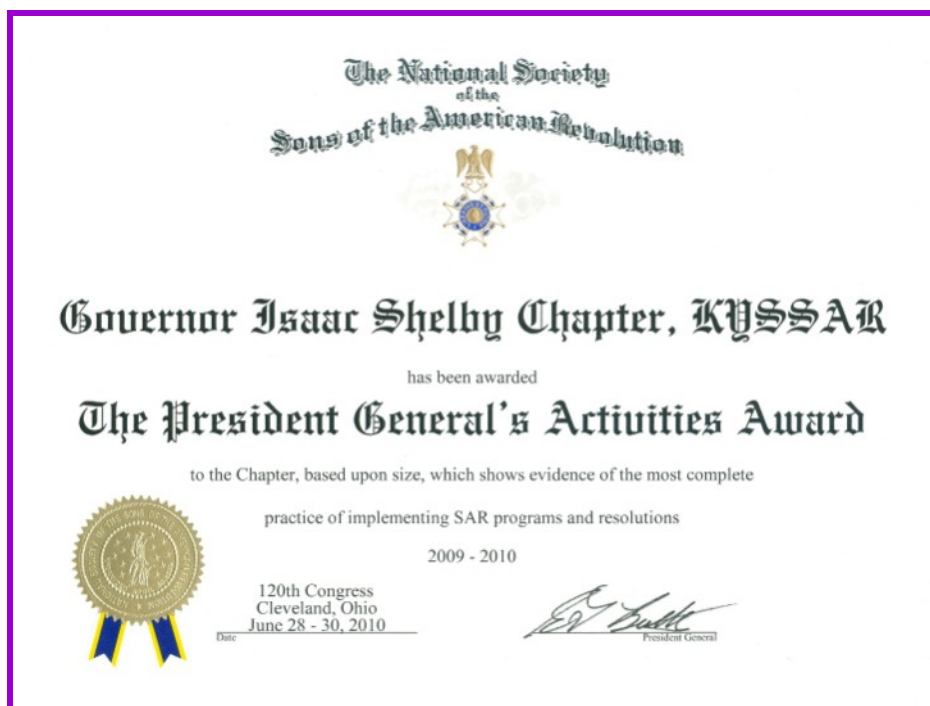 The National Society
of the
Sons of the American Revolution
Governor Isaac Shelby Chapter, KYSSAR
has been awarded
The President General's Activities Award
to the Chapter, based upon size, which shows evidence of the most complete
practice of implementing SAR programs and resolutions
2009 - 2010
120th Congress
Cleveland, Ohio
June 28 - 30, 2010
Date
President General